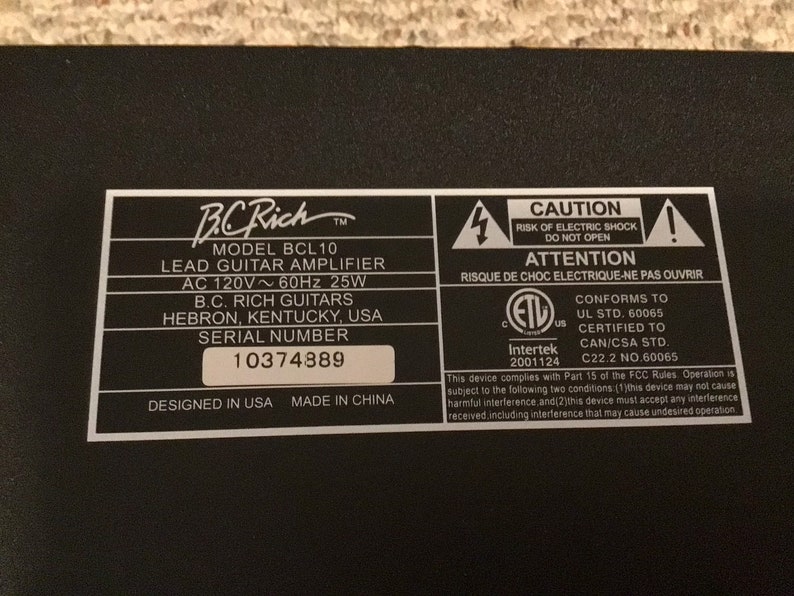 B.C. Rich TM
MODEL BCL10
LEAD GUITAR AMPLIFIER
AC 120V ~ 60Hz 25W
B.C. RICH GUITARS
HEBRON, KENTUCKY, USA
SERIAL NUMBER
10374889
DESIGNED IN USA MADE IN CHINA
CAUTION
RISK OF ELECTRIC SHOCK
DO NOT OPEN
ATTENTION
RISQUE DE CHOC ELECTRIQUE-NE PAS OUVRIR
C ETL US
LISTED
Intertek
2001124
CONFORMS TO
UL STD. 60065
CERTIFIED TO
CAN/CSA STD.
C22.2 NO.60065
This device complies with Part 15 of the FCC Rules. Operation is
subject to the following two conditions:(1)this device may not cause
harmful interference,and(2)this device must accept any interference
received,including interference that may cause undesired operation